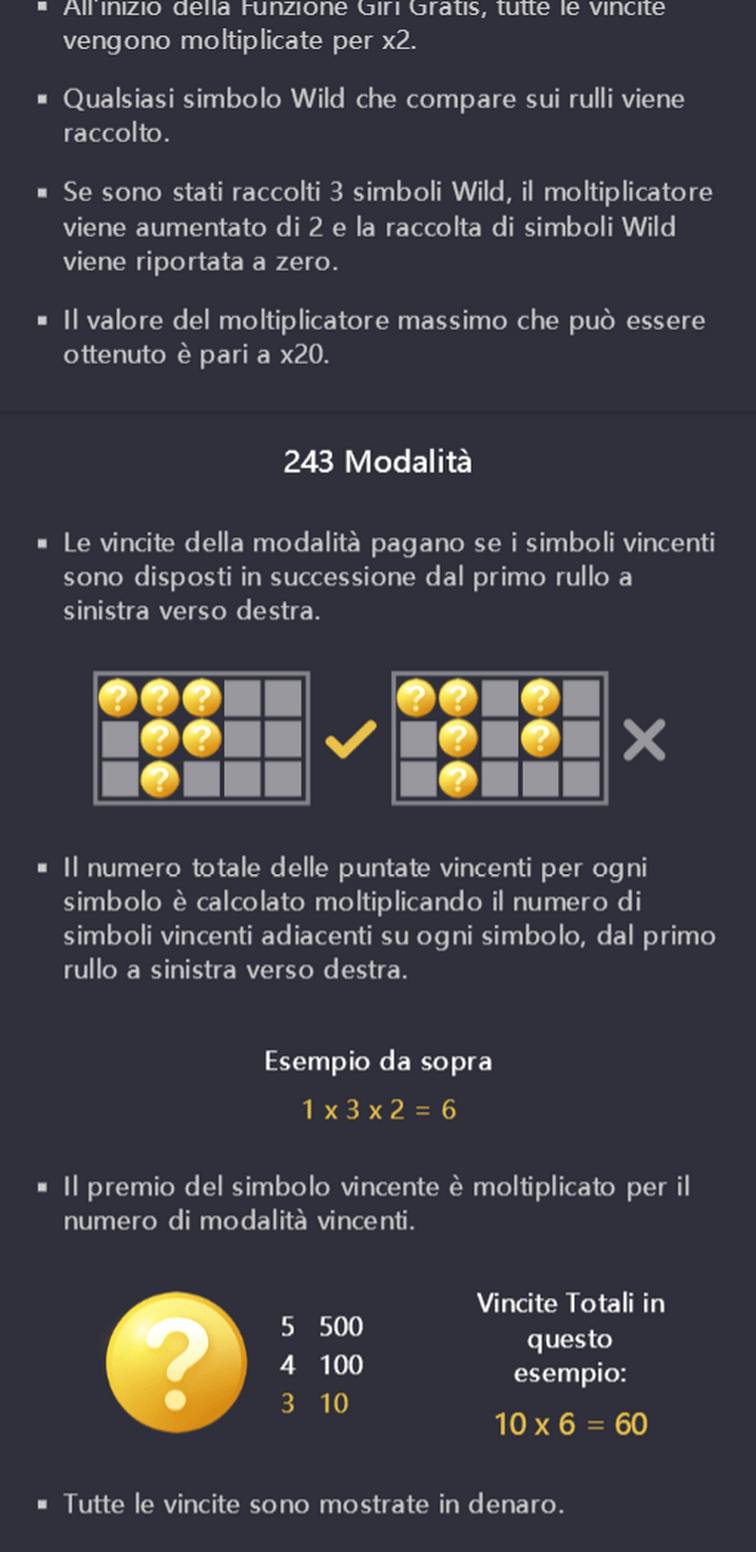 ▪ All'inizio della Funzione Giri Gratis, tutte le vincite
vengono moltiplicate per x2.
▪ Qualsiasi simbolo Wild che compare sui rulli viene
raccolto.
▪ Se sono stati raccolti 3 simboli Wild, il moltiplicatore
viene aumentato di 2 e la raccolta di simboli Wild
viene riportata a zero.
▪ Il valore del moltiplicatore massimo che può essere
ottenuto è pari a x20.
243 Modalità
▪ Le vincite della modalità pagano se i simboli vincenti
sono disposti in successione dal primo rullo a
sinistra verso destra.
? ? ? ? ?
? ? ? ? ?
? ?
▪ Il numero totale delle puntate vincenti per ogni
simbolo è calcolato moltiplicando il numero di
simboli vincenti adiacenti su ogni simbolo, dal primo
rullo a sinistra verso destra.
Esempio da sopra
1 x 3 x 2 = 6
▪ Il premio del simbolo vincente è moltiplicato per il
numero di modalità vincenti.
?
5 500
4 100
3 10
Vincite Totali in
questo
esempio:
10 x 6 = 60
▪ Tutte le vincite sono mostrate in denaro.